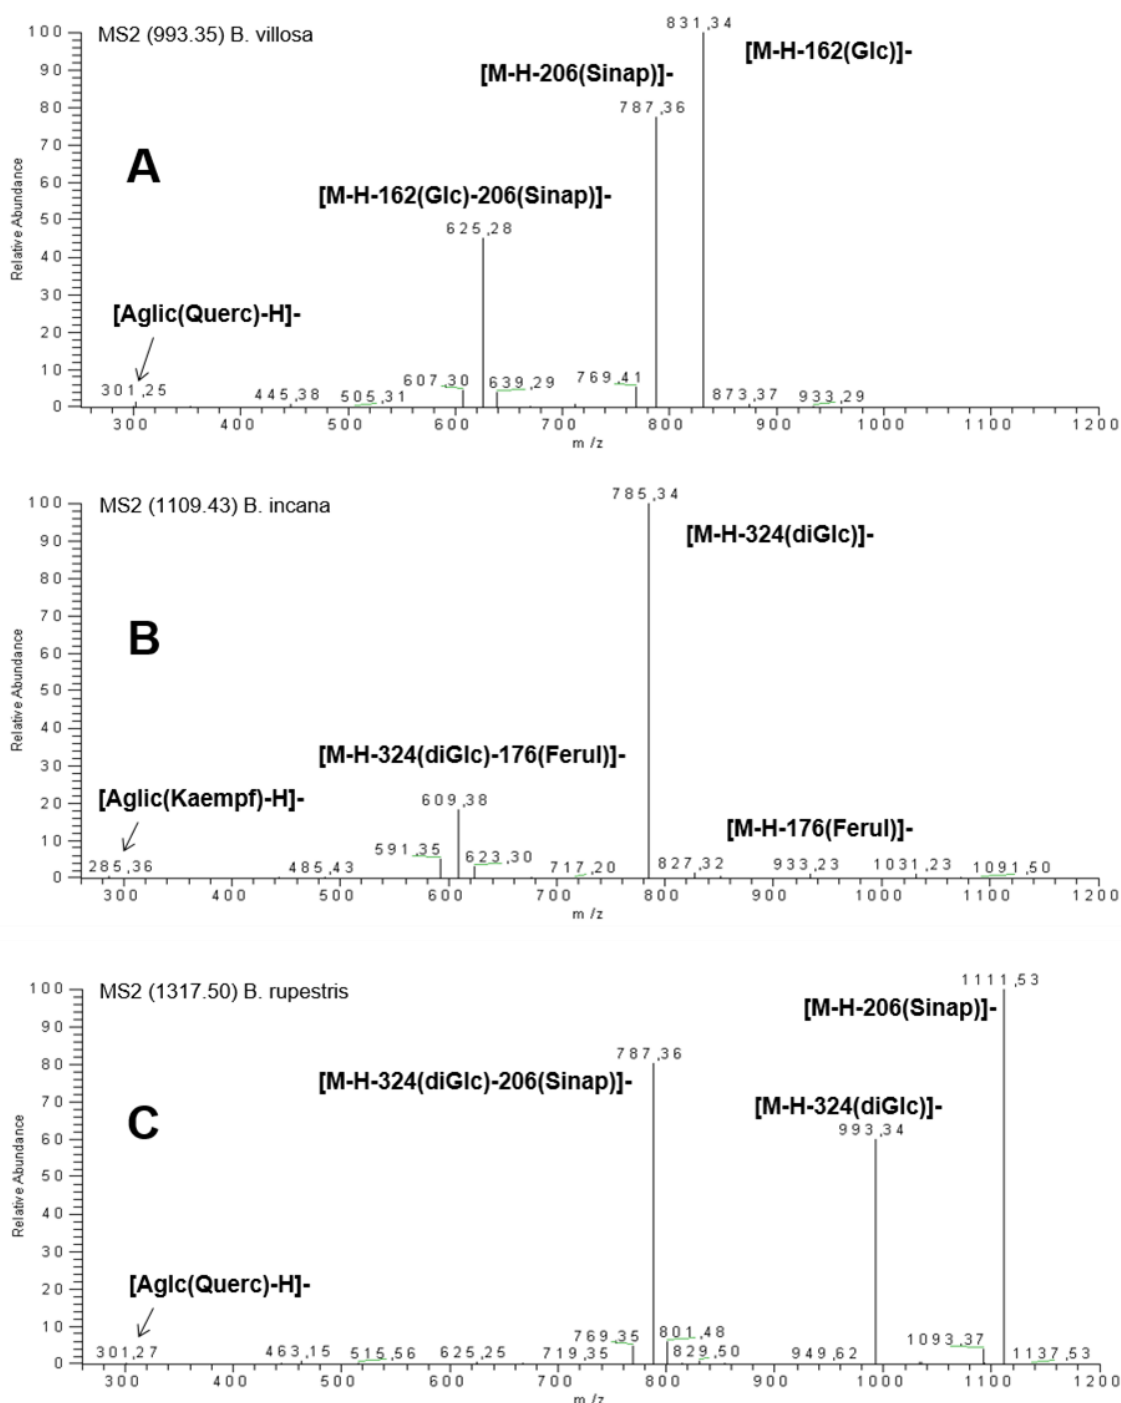 MS2 (993.35) B. villosa
831,34
[M-H-162(Glc)]-
[M-H-206(Sinap)]-
787,36
A
[M-H-162(Glc)-206(Sinap)]-
625,28
[Aglic(Querc)-H]-
301,25
445,38
505,31
607,30
639,29
769,41
873,37
933,29
Relative Abundance
100
90
80
70
60
50
40
30
20
10
0
300 400 500 600 700 800 900 1000 1100 1200
m/z
MS2 (1109.43) B. incana
785,34
[M-H-324(diGlc)]-
B
[M-H-324(diGlc)-176(Ferul)]-
609,38
[Aglic(Kaempf)-H]-
[M-H-176(Ferul)]-
285,36
485,43
591,35
623,30
717,20
827,32
933,23
1031,23
1091,50
Relative Abundance
100
90
80
70
60
50
40
30
20
10
0
300 400 500 600 700 800 900 1000 1100 1200
m/z
MS2 (1317.50) B. rupestris
1111,53
[M-H-206(Sinap)]-
787,36
[M-H-324(diGlc)-206(Sinap)]-
[M-H-324(diGlc)]-
993,34
C
[Aglc(Querc)-H]-
301,27
463,15
515,56
625,25
719,35
769,35
801,48
829,50
949,62
1093,37
1137,53
Relative Abundance
100
90
80
70
60
50
40
30
20
10
0
300 400 500 600 700 800 900 1000 1100 1200
m/z